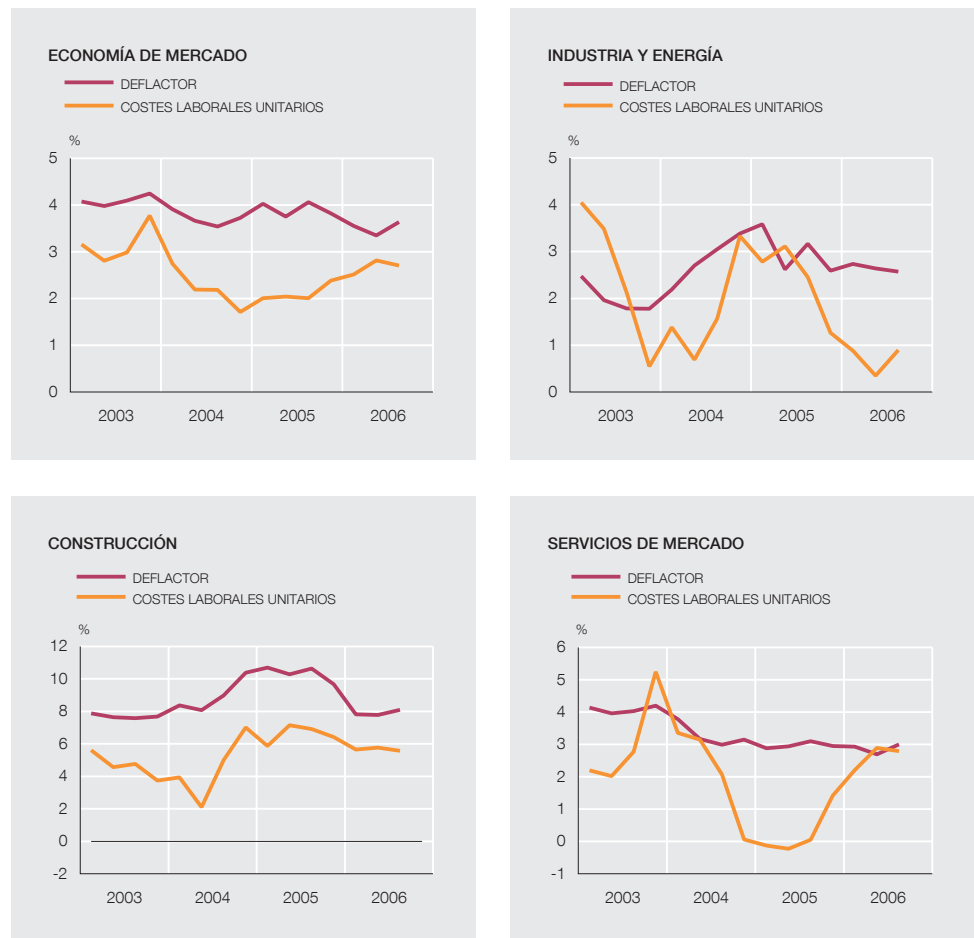 ECONOMÍA DE MERCADO
DEFLACTOR
COSTES LABORALES UNITARIOS
%
5
4
3
2
1
0
2003 2004 2005 2006
INDUSTRIA Y ENERGÍA
DEFLACTOR
COSTES LABORALES UNITARIOS
%
5
4
3
2
1
0
2003 2004 2005 2006
CONSTRUCCIÓN
DEFLACTOR
COSTES LABORALES UNITARIOS
%
12
10
8
6
4
2
0
-2
2003 2004 2005 2006
SERVICIOS DE MERCADO
DEFLACTOR
COSTES LABORALES UNITARIOS
%
6
5
4
3
2
1
0
-1
2003 2004 2005 2006